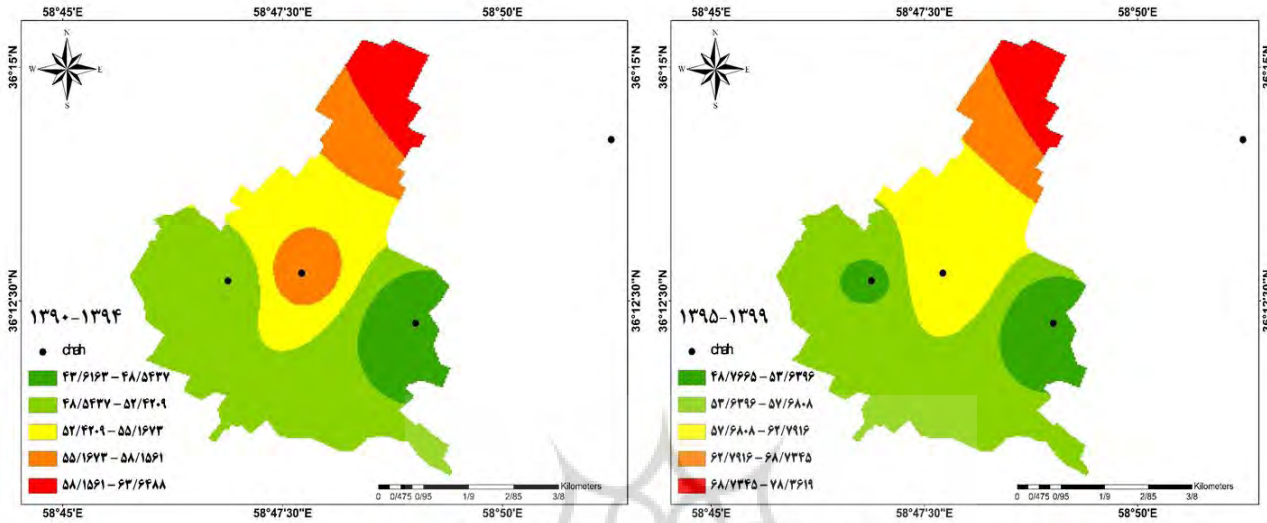 58°45'E 58°47'30"E 58°50'E
36°15'N
N
W E
S
36°12'30"N
۱۳۹۰-۱۳۹۴
chah
۴۳/۶۱۶۳ - ۴۸/۵۴۳۷
۴۸/۵۴۳۷ - ۵۲/۴۲۰۹
۵۲/۴۲۰۹ - ۵۵/۱۶۷۳
۵۵/۱۶۷۳ - ۵۸/۱۵۶۱
۵۸/۱۵۶۱ - ۶۳/۶۴۸۸
Kilometers
0 0/475 0/95 1/9 2/85 3/8
58°45'E 58°47'30"E 58°50'E
58°45'E 58°47'30"E 58°50'E
36°15'N 36°15'N
N
W E
S
36°12'30"N 36°12'30"N
۱۳۹۵-۱۳۹۹
chah
۴۸/۷۶۶۵ - ۵۳/۶۳۹۶
۵۳/۶۳۹۶ - ۵۷/۶۸۰۸
۵۷/۶۸۰۸ - ۶۲/۷۹۱۶
۶۲/۷۹۱۶ - ۶۸/۷۳۴۵
۶۸/۷۳۴۵ - ۷۸/۳۶۱۹
Kilometers
0 0/475 0/95 1/9 2/85 3/8
58°45'E 58°47'30"E 58°50'E